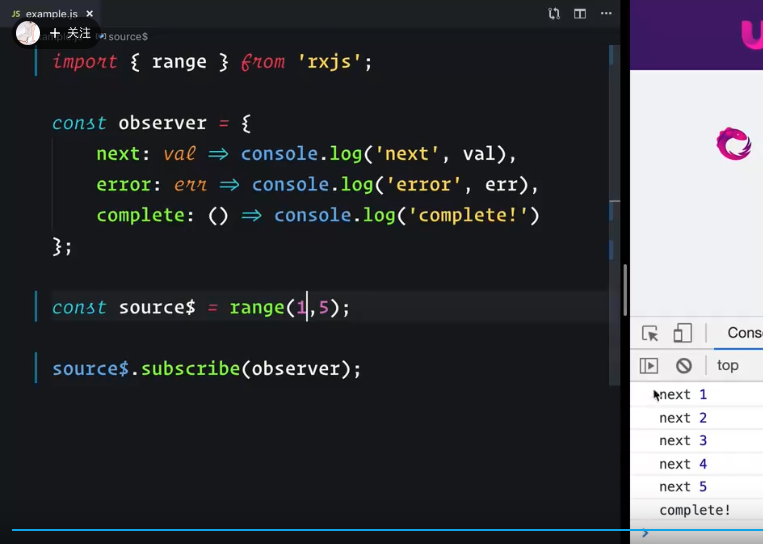 JS example.js ×
+ 关注
source$
import { range } from 'rxjs';
const observer = {
next: val => console.log('next', val),
error: err => console.log('error', err),
complete: () => console.log('complete!')
};
const source$ = range(1,5);
source$.subscribe(observer);
U
Cons
top
next 1
next 2
next 3
next 4
next 5
complete!
>